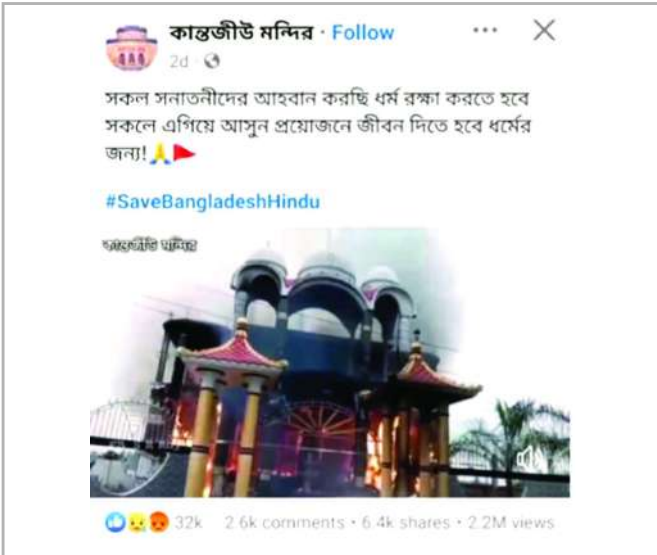 কান্তজীউ মন্দির · Follow
2d ·
সকল সনাতনীদের আহবান করছি ধর্ম রক্ষা করতে হবে
সকলে এগিয়ে আসুন প্রয়োজনে জীবন দিতে হবে ধর্মের
জন্য!🙏🚩
#SaveBangladeshHindu
কান্তজীউ মন্দির
32k 2.6k comments • 6.4k shares • 2.2M views